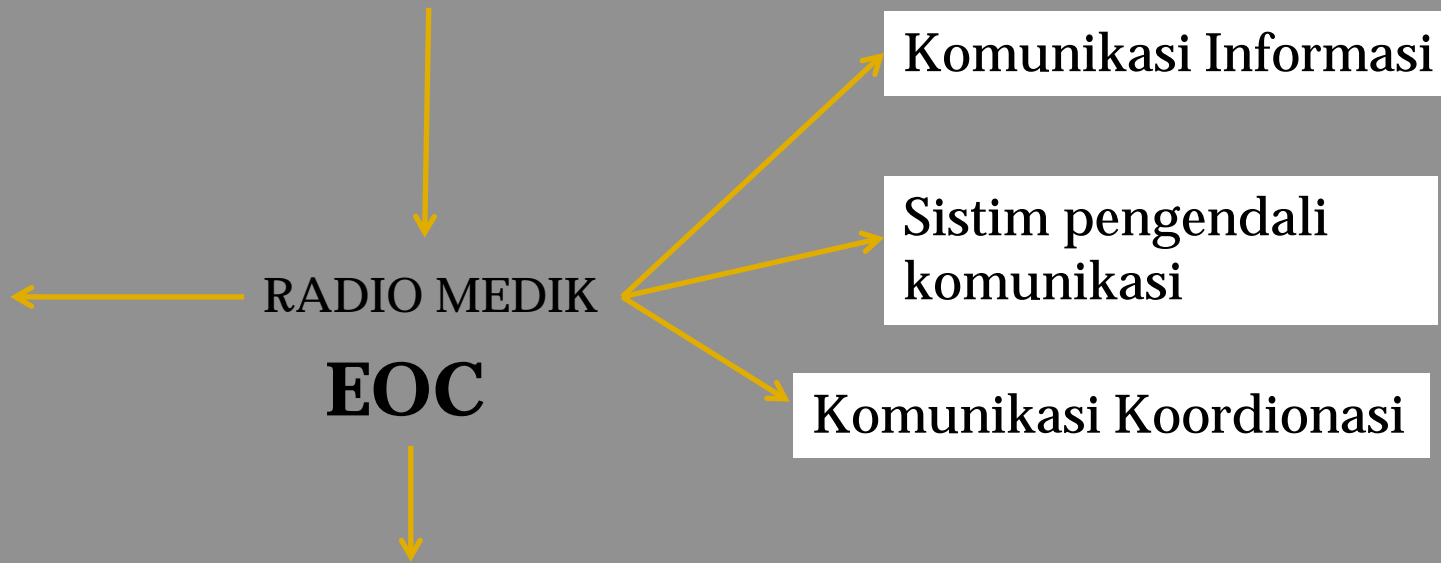 Komunikasi Informasi
Sistim pengendali
komunikasi
RADIO MEDIK
EOC
Komunikasi Koordionasi